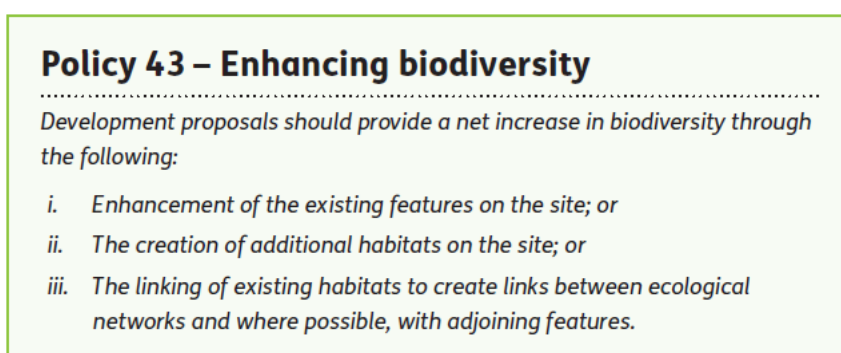 Policy 43 – Enhancing biodiversity
Development proposals should provide a net increase in biodiversity through
the following:
i. Enhancement of the existing features on the site; or
ii. The creation of additional habitats on the site; or
iii. The linking of existing habitats to create links between ecological
networks and where possible, with adjoining features.